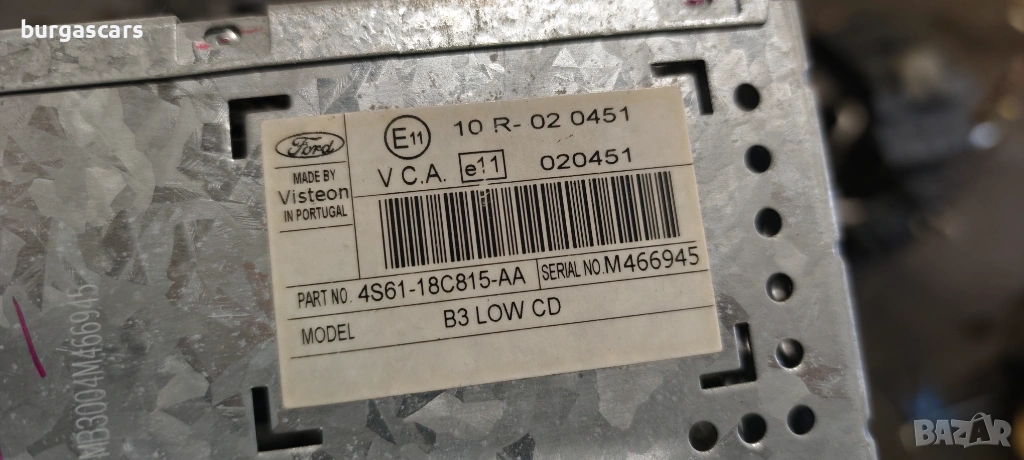 burgascars
Ford
MADE BY
Visteon
IN PORTUGAL
E11
10 R- 02 0451
V C.A. e11 020451
PART NO. 4S61-18C815-AA
SERIAL NO. M466945
MODEL B3 LOW CD
MB3004M466945
BAZAR